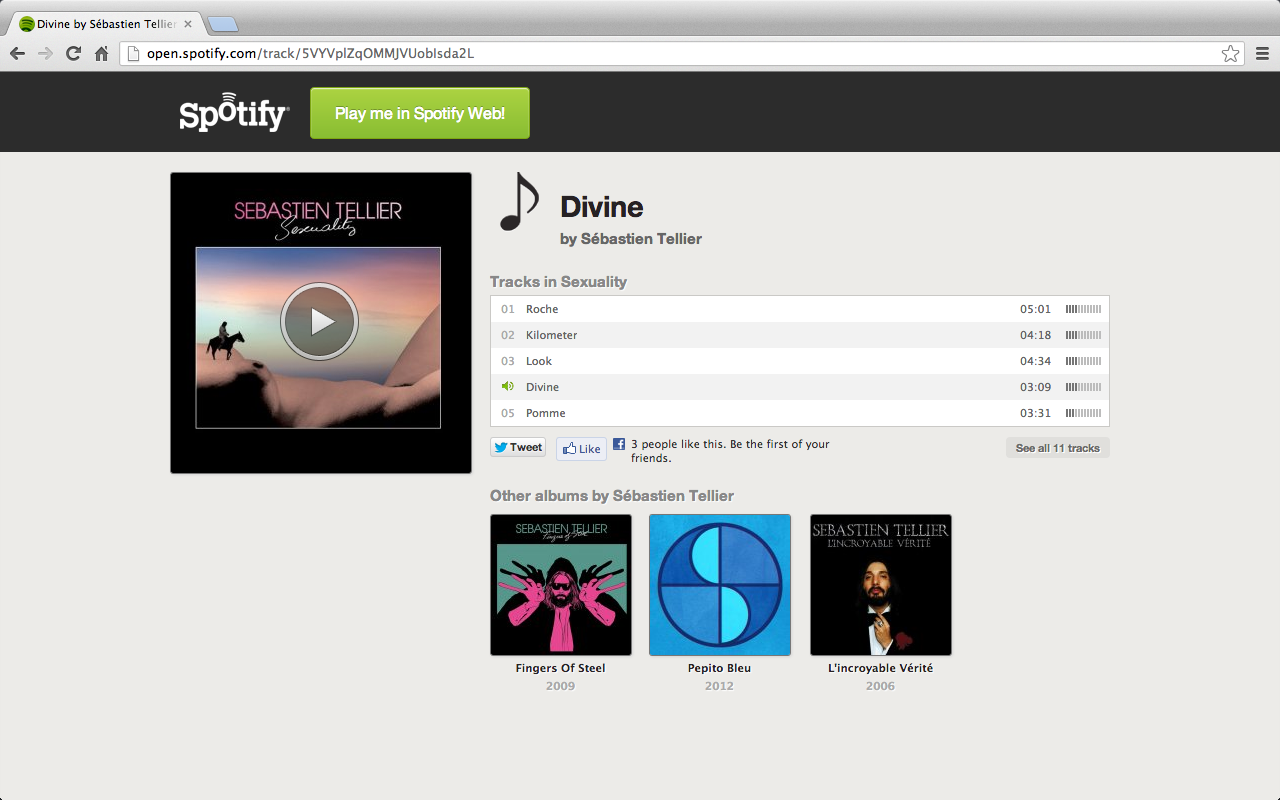 Divine by Sébastien Tellier
open.spotify.com/track/5VYVplZqOMMJVUobIsda2L
Spotify
Play me in Spotify Web!
SEBASTIEN TELLIER
Sexuality
Divine
by Sébastien Tellier
Tracks in Sexuality
01 Roche 05:01
02 Kilometer 04:18
03 Look 04:34
Divine 03:09
05 Pomme 03:31
Tweet Like 3 people like this. Be the first of your
friends.
See all 11 tracks
Other albums by Sébastien Tellier
SEBASTIEN TELLIER
Fingers of Steel
SEBASTIEN TELLIER
L'INCROYABLE VÉRITÉ
Fingers Of Steel Pepito Bleu L'incroyable Vérité
2009 2012 2006